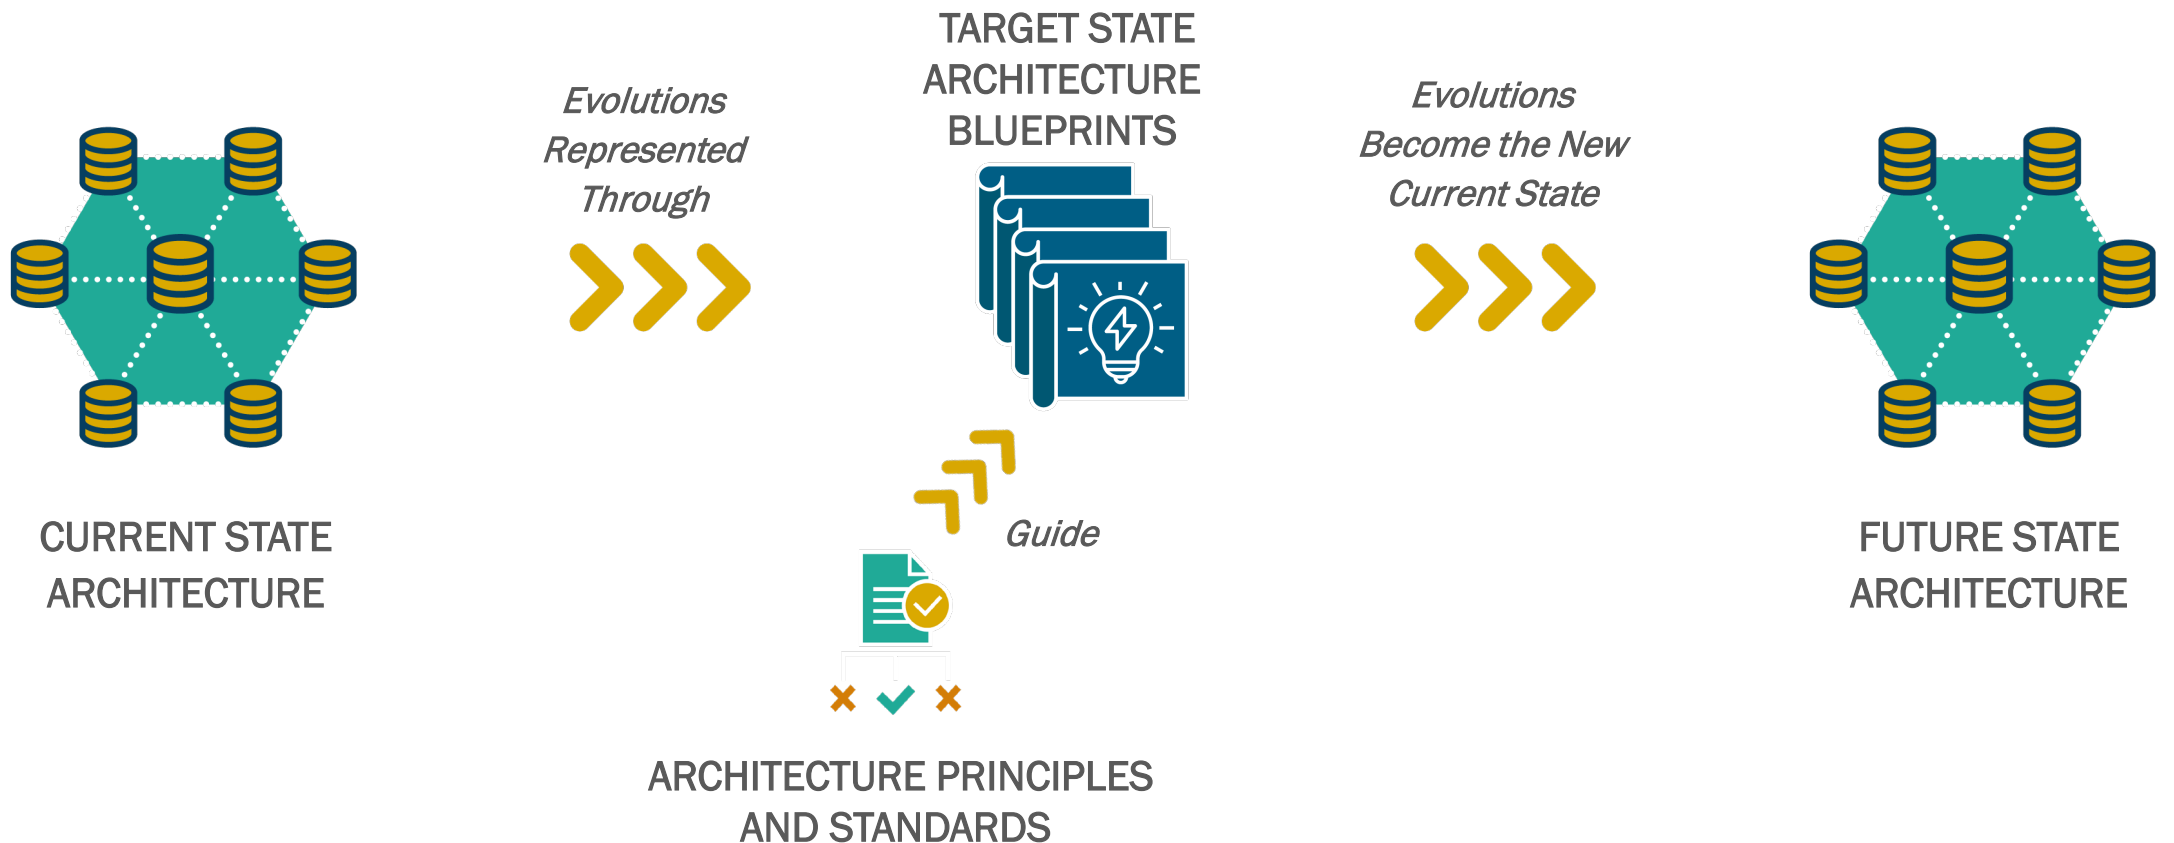 CURRENT STATE
ARCHITECTURE
Evolutions
Represented
Through
TARGET STATE
ARCHITECTURE
BLUEPRINTS
Guide
ARCHITECTURE PRINCIPLES
AND STANDARDS
Evolutions
Become the New
Current State
FUTURE STATE
ARCHITECTURE